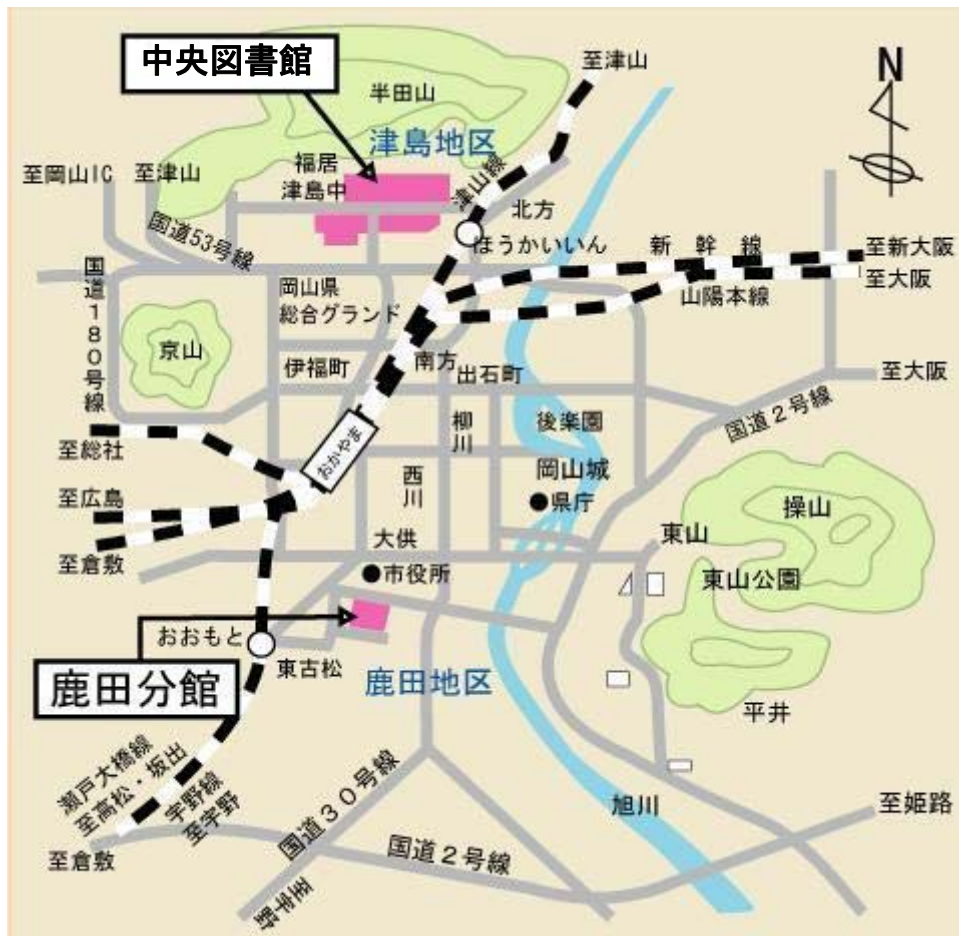 中央図書館
至津山
N
半田山
津島地区
至岡山IC
至津山
福居
津島中
津山線
北方
国道53号線
ほうかいいん
新幹線
至新大阪
国道180号線
岡山県
総合グランド
山陽本線
至大阪
京山
伊福町
南方
出石町
至大阪
国道2号線
柳川
後楽園
おかやま
至総社
西川
岡山城
至広島
●県庁
操山
大供
東山
至倉敷
●市役所
東山公園
おおもと
東古松
鹿田地区
鹿田分館
平井
瀬戸大橋線
至高松・坂出
宇野線
至宇野
国道30号線
旭川
至姫路
至倉敷
国道2号線
至宇野